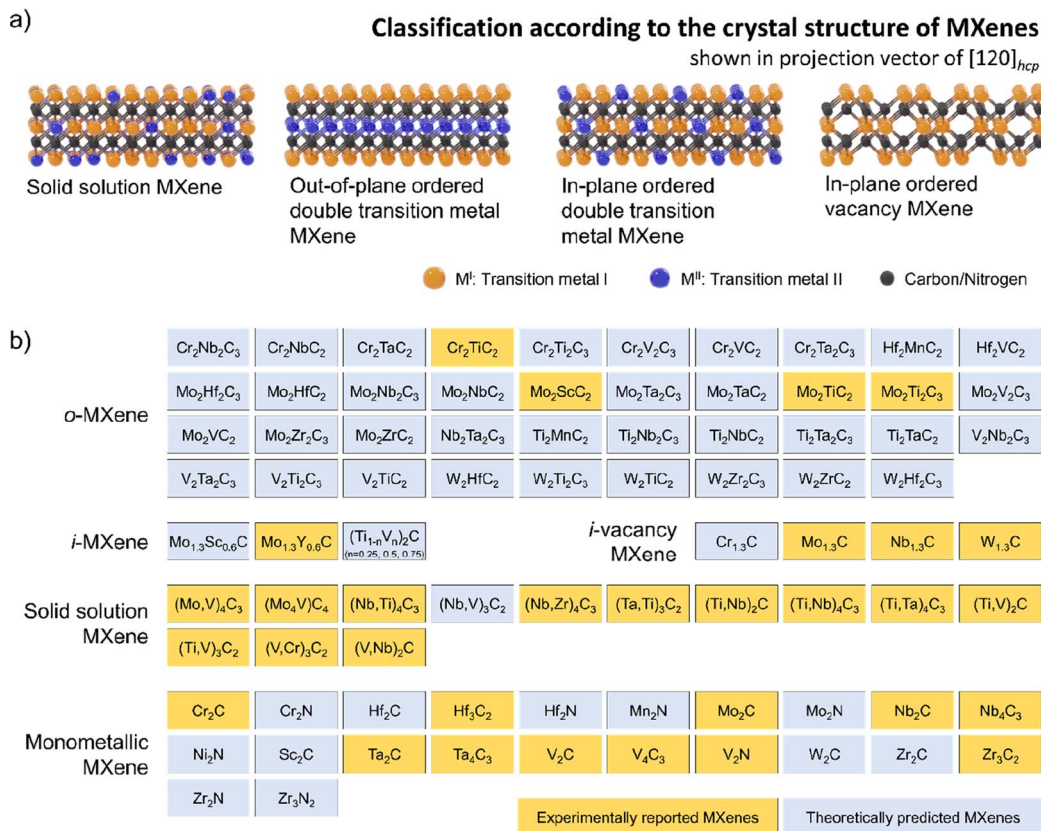 a)
Classification according to the crystal structure of MXenes
shown in projection vector of [120]hcp
Solid solution MXene
Out-of-plane ordered
double transition metal
MXene
In-plane ordered
double transition
metal MXene
In-plane ordered
vacancy MXene
Mᴵ: Transition metal I
Mᴵᴵ: Transition metal II
Carbon/Nitrogen
b)
o-MXene
Cr₂Nb₂C₃ Cr₂NbC₂ Cr₂TaC₂ Cr₂TiC₂ Cr₂Ti₂C₃ Cr₂V₂C₃ Cr₂VC₂ Cr₂Ta₂C₃ Hf₂MnC₂ Hf₂VC₂
Mo₂Hf₂C₃ Mo₂HfC₂ Mo₂Nb₂C₃ Mo₂NbC₂ Mo₂ScC₂ Mo₂Ta₂C₃ Mo₂TaC₂ Mo₂TiC₂ Mo₂Ti₂C₃ Mo₂V₂C₃
Mo₂VC₂ Mo₂Zr₂C₃ Mo₂ZrC₂ Nb₂Ta₂C₃ Ti₂MnC₂ Ti₂Nb₂C₃ Ti₂NbC₂ Ti₂Ta₂C₃ Ti₂TaC₂ V₂Nb₂C₃
V₂Ta₂C₃ V₂Ti₂C₃ V₂TiC₂ W₂HfC₂ W₂Ti₂C₃ W₂TiC₂ W₂Zr₂C₃ W₂ZrC₂ W₂Hf₂C₃
i-MXene
Mo₁.₃Sc₀.₆C Mo₁.₃Y₀.₆C (Ti₁₋ₙVₙ)₂C
(n=0.25, 0.5, 0.75)
i-vacancy
MXene
Cr₁.₃C Mo₁.₃C Nb₁.₃C W₁.₃C
Solid solution
MXene
(Mo,V)₄C₃ (Mo₄V)C₄ (Nb,Ti)₄C₃ (Nb,V)₃C₂ (Nb,Zr)₄C₃ (Ta,Ti)₃C₂ (Ti,Nb)₂C (Ti,Nb)₄C₃ (Ti,Ta)₄C₃ (Ti,V)₂C
(Ti,V)₃C₂ (V,Cr)₃C₂ (V,Nb)₂C
Monometallic
MXene
Cr₂C Cr₂N Hf₂C Hf₃C₂ Hf₂N Mn₂N Mo₂C Mo₂N Nb₂C Nb₄C₃
Ni₂N Sc₂C Ta₂C Ta₄C₃ V₂C V₄C₃ V₂N W₂C Zr₂C Zr₃C₂
Zr₂N Zr₃N₂
Experimentally reported MXenes
Theoretically predicted MXenes